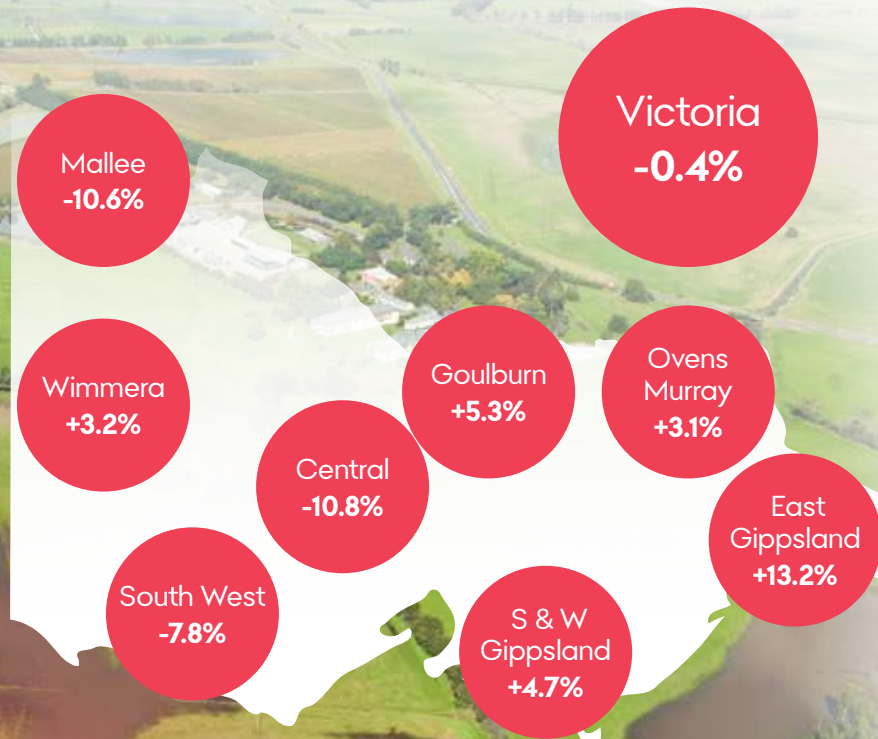 Victoria
-0.4%
Mallee
-10.6%
Wimmera
+3.2%
Goulburn
+5.3%
Ovens
Murray
+3.1%
Central
-10.8%
East
Gippsland
+13.2%
South West
-7.8%
S & W
Gippsland
+4.7%